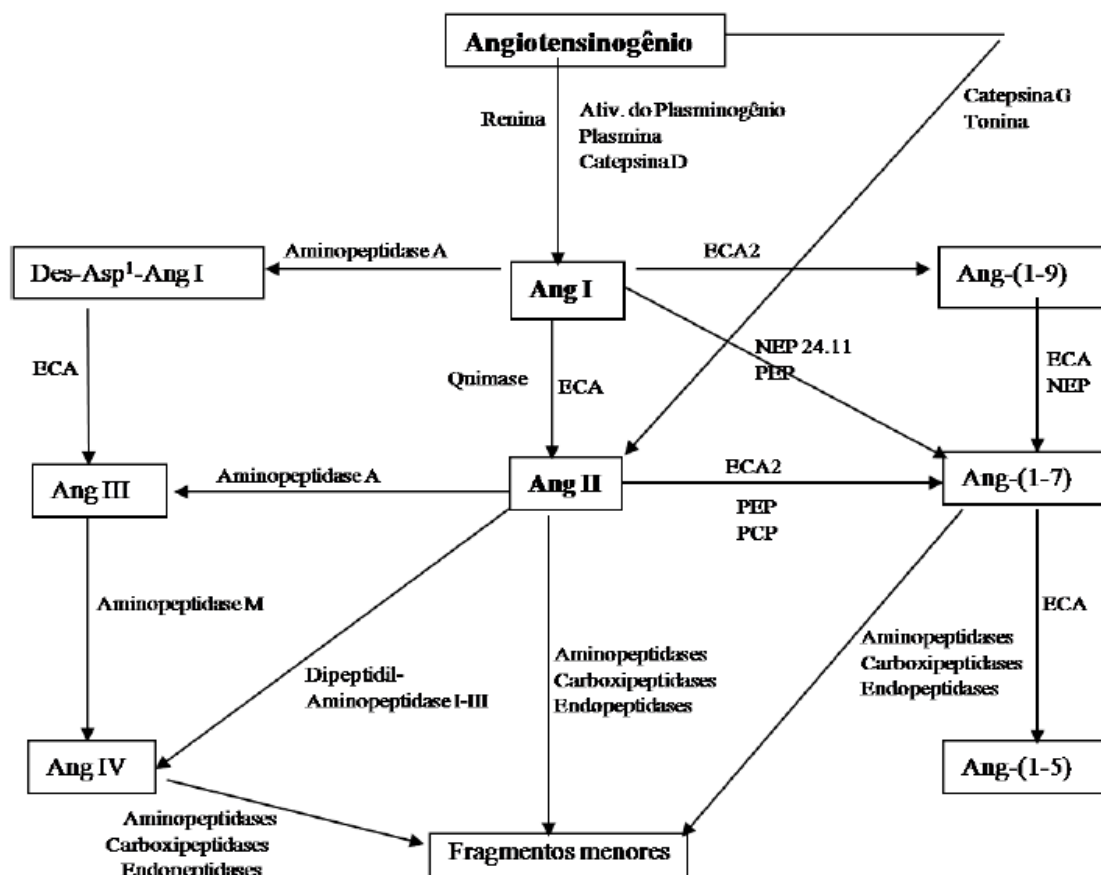 Angiotensinogênio
Catepsina G
Tonina
Renina
Ativ. do Plasminogênio
Plasmina
Catepsina D
Aminopeptidase A
ECA2
Des-Asp¹-Ang I
Ang I
Ang-(1-9)
ECA
Quimase
ECA
NEP 24.11
PEP
ECA
NEP
Ang III
Aminopeptidase A
Ang II
ECA2
PEP
PCP
Ang-(1-7)
Aminopeptidase M
Dipeptidil-
Aminopeptidase I-III
Aminopeptidases
Carboxipeptidases
Endopeptidases
Aminopeptidases
Carboxipeptidases
Endopeptidases
ECA
Ang IV
Ang-(1-5)
Aminopeptidases
Carboxipeptidases
Endopeptidases
Fragmentos menores